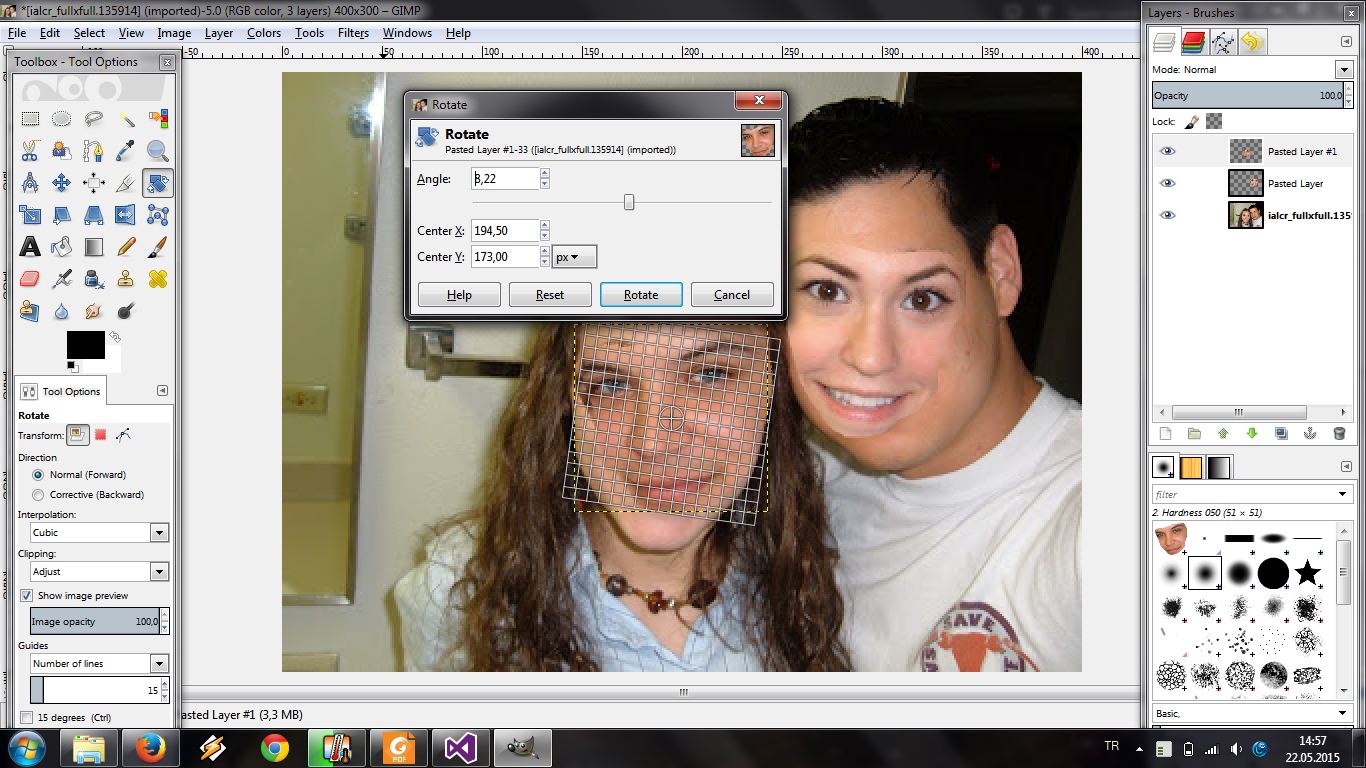 *[ialcr_fullxfull.135914] (imported)-5.0 (RGB color, 3 layers) 400x300 – GIMP
File Edit Select View Image Layer Colors Tools Filters Windows Help
-50 0 50 100 150 200 250 300 350 400
Toolbox - Tool Options
Tool Options
Rotate
Transform:
Direction
Normal (Forward)
Corrective (Backward)
Interpolation:
Cubic
Clipping:
Adjust
Show image preview
Image opacity 100,0
Guides
Number of lines
15
15 degrees (Ctrl)
Rotate
Rotate
Pasted Layer #1-33 ([ialcr_fullxfull.135914] (imported))
Angle: 8,22
Center X: 194,50
Center Y: 173,00 px
Help Reset Rotate Cancel
SAVE
asted Layer #1 (3,3 MB)
Layers - Brushes
Mode: Normal
Opacity 100,0
Lock:
Pasted Layer #1
Pasted Layer
ialcr_fullxfull.135
filter
2. Hardness 050 (51 × 51)
Basic,
PDF
TR
14:57
22.05.2015